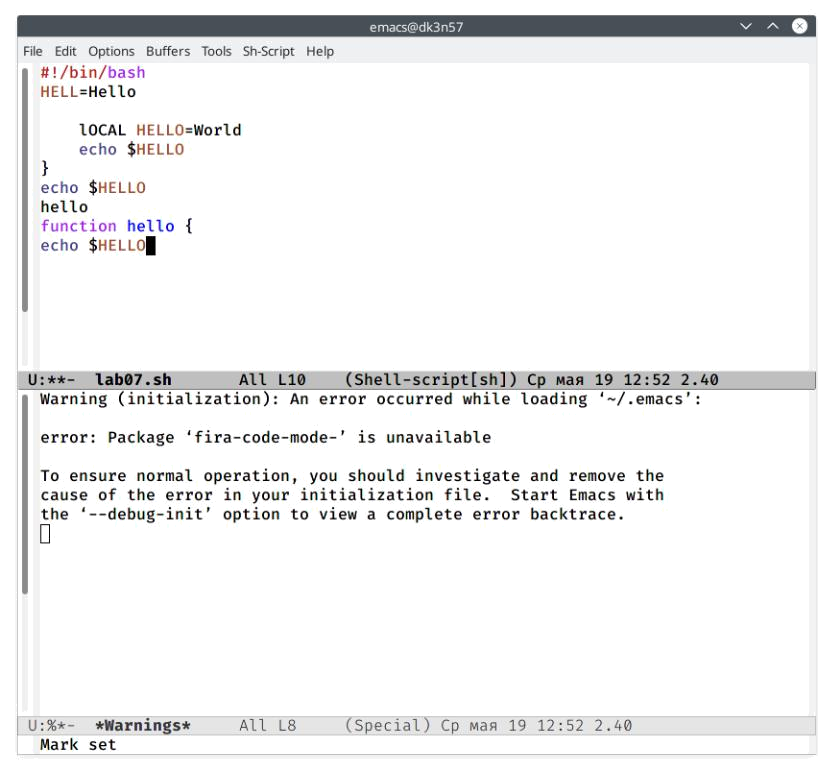 emacs@dk3n57
File Edit Options Buffers Tools Sh-Script Help
#!/bin/bash
HELL=Hello
lOCAL HELLO=World
echo $HELLO
}
echo $HELLO
hello
function hello {
echo $HELLO
U:**- lab07.sh All L10 (Shell-script[sh]) Ср мая 19 12:52 2.40
Warning (initialization): An error occurred while loading ‘~/.emacs’:
error: Package ‘fira-code-mode-’ is unavailable
To ensure normal operation, you should investigate and remove the
cause of the error in your initialization file. Start Emacs with
the ‘--debug-init’ option to view a complete error backtrace.
U:%*- *Warnings* All L8 (Special) Ср мая 19 12:52 2.40
Mark set